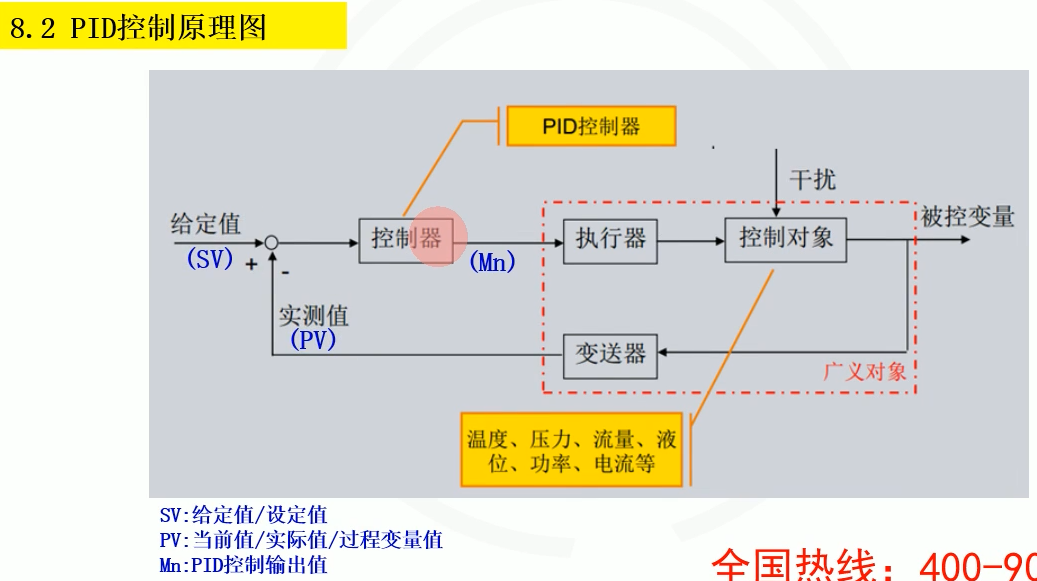 8.2 PID控制原理图
PID控制器
干扰
给定值
(SV)
+
-
控制器
(Mn)
执行器
控制对象
被控变量
实测值
(PV)
变送器
广义对象
温度、压力、流量、液
位、功率、电流等
SV:给定值/设定值
PV:当前值/实际值/过程变量值
Mn:PID控制输出值
全国热线：400-90